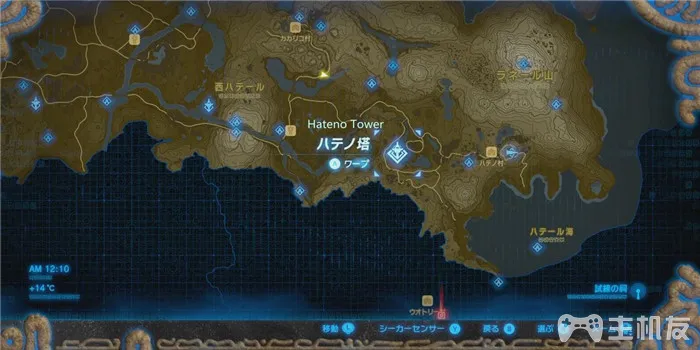 カカリコ村
ラネール山
西ハテール
Hateno Tower
ハテノ塔
A ワープ
ハテノ村
ハテール海
AM 12:10
+14℃
試練の祠
ウオトリー
移動 L
シーカーセンサー Y
戻る B
選ぶ
主机友